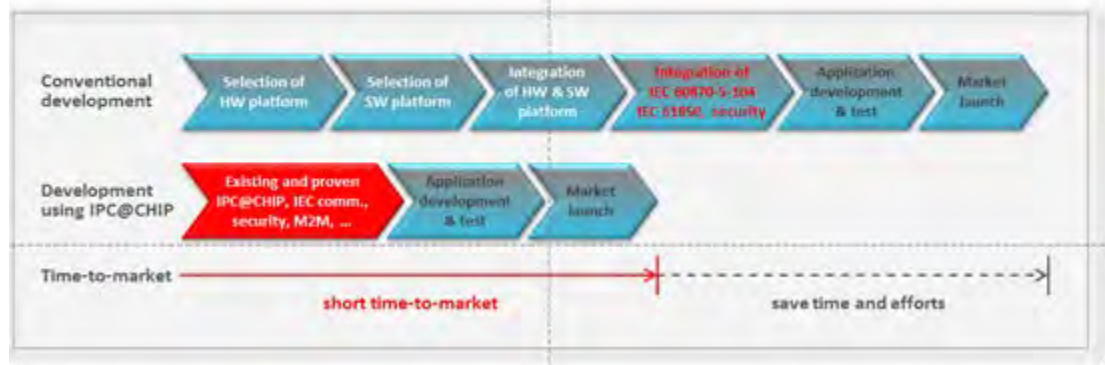 Conventional
development
Selection of
HW platform
Selection of
SW platform
Integration
of HW & SW
platform
Integration of
IEC 60870-5-104
IEC 61850, security
Application
development
& test
Market
launch
Development
using IPC@CHIP
Existing and proven
IPC@CHIP, IEC comm.,
security, M2M, ...
Application
development
& test
Market
launch
Time-to-market
short time-to-market
save time and efforts